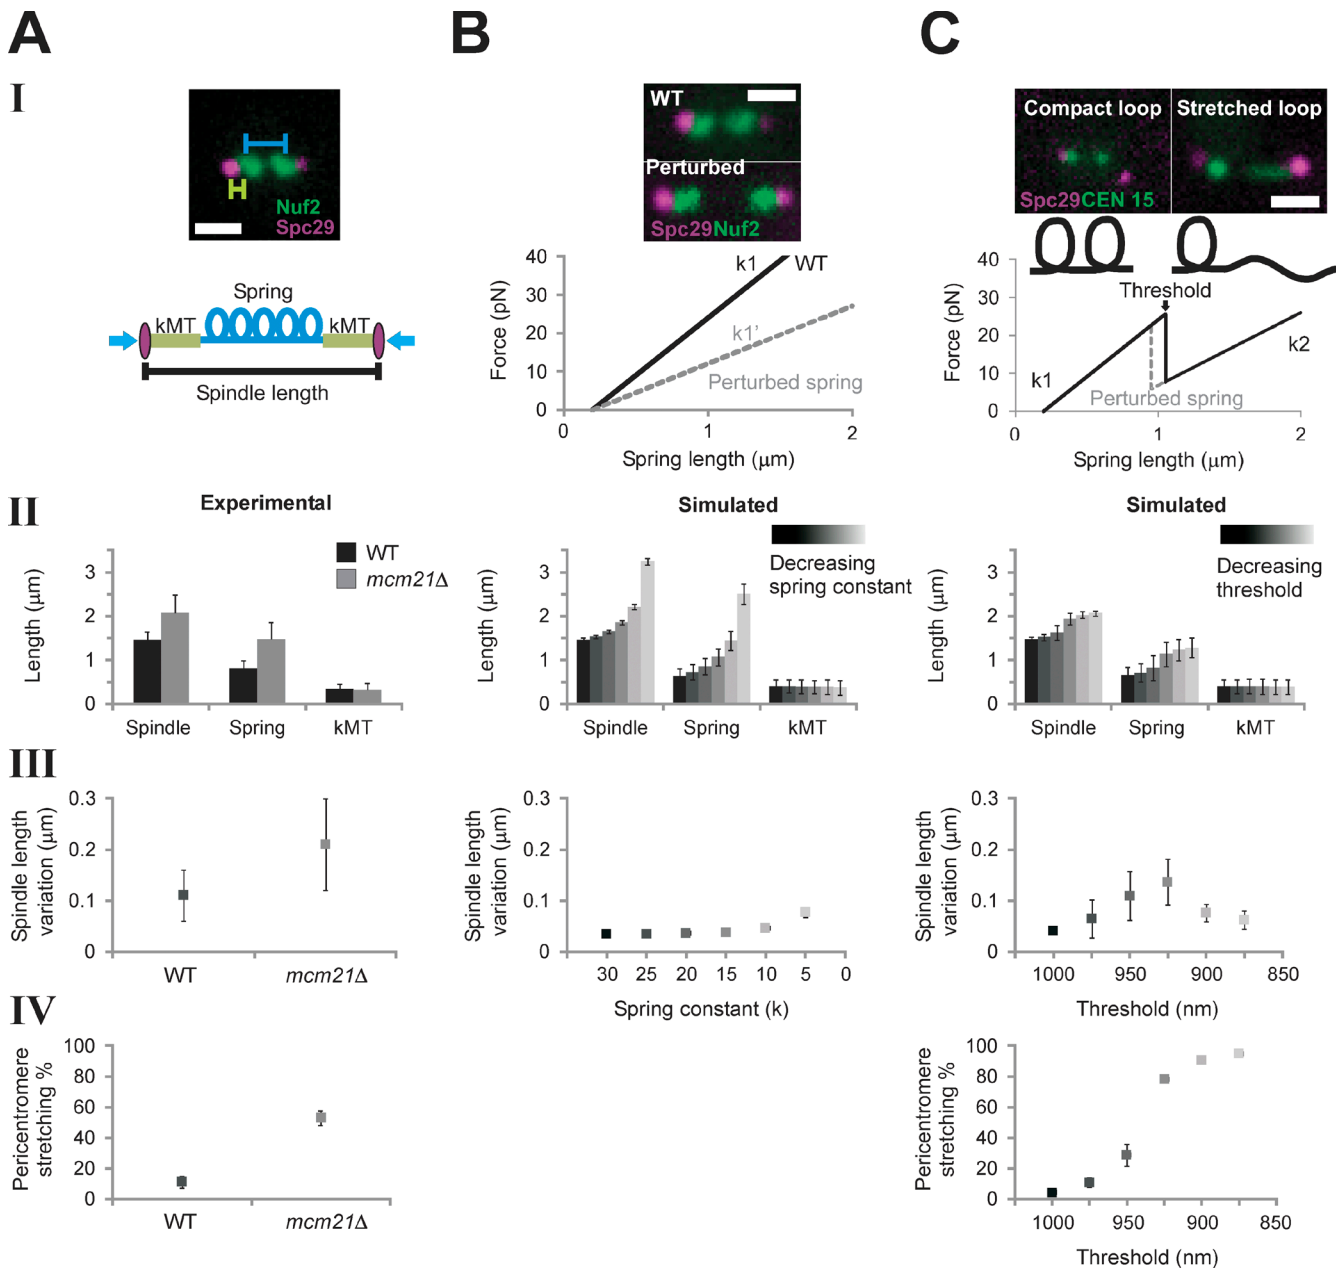 A
B
C
I
Nuf2
Spc29
WT
Perturbed
Spc29Nuf2
Compact loop
Stretched loop
Spc29CEN 15
Spring
kMT
kMT
Spindle length
Force (pN)
40
30
20
10
0
k1
WT
k1'
Perturbed spring
0
1
2
Spring length (μm)
Force (pN)
40
30
20
10
0
Threshold
k1
k2
Perturbed spring
0
1
2
Spring length (μm)
II
Experimental
WT
mcm21Δ
Length (μm)
3
2
1
0
Spindle
Spring
kMT
Simulated
Decreasing
spring constant
Length (μm)
3
2
1
0
Spindle
Spring
kMT
Simulated
Decreasing
threshold
Length (μm)
3
2
1
0
Spindle
Spring
kMT
III
Spindle length
variation (μm)
0.3
0.2
0.1
0
WT
mcm21Δ
Spindle length
variation (μm)
0.3
0.2
0.1
0
30 25 20 15 10 5 0
Spring constant (k)
Spindle length
variation (μm)
0.3
0.2
0.1
0
1000 950 900 850
Threshold (nm)
IV
Pericentromere
stretching %
100
80
60
40
20
0
WT
mcm21Δ
Pericentromere
stretching %
100
80
60
40
20
0
1000 950 900 850
Threshold (nm)